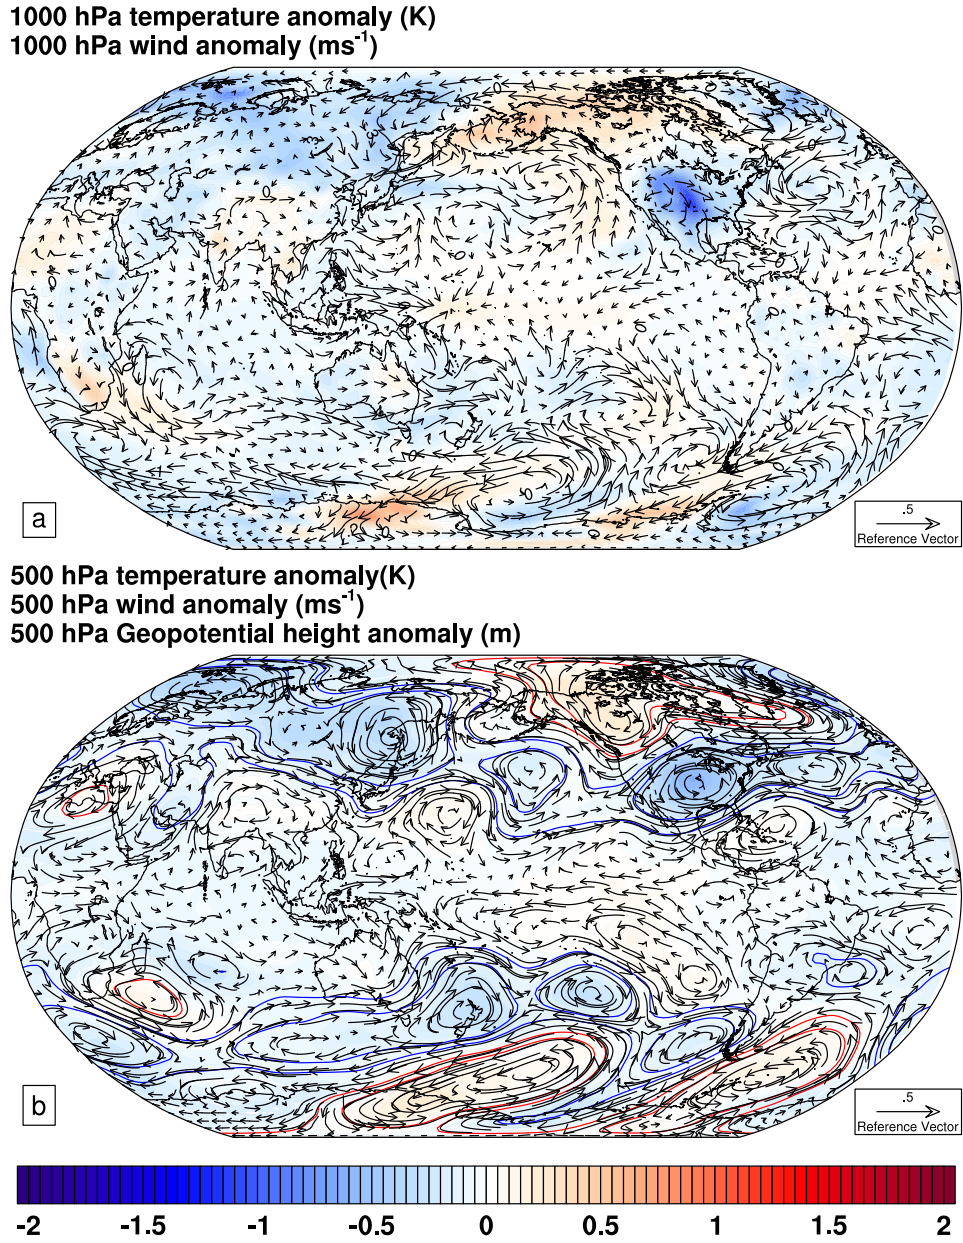 1000 hPa temperature anomaly (K)
1000 hPa wind anomaly (ms⁻¹)
a
.5
Reference Vector
500 hPa temperature anomaly(K)
500 hPa wind anomaly (ms⁻¹)
500 hPa Geopotential height anomaly (m)
b
.5
Reference Vector
-2 -1.5 -1 -0.5 0 0.5 1 1.5 2